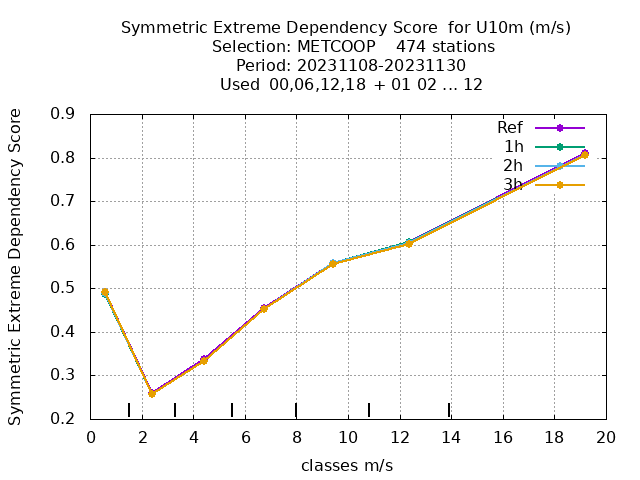 Symmetric Extreme Dependency Score  for U10m (m/s)
Selection: METCOOP    474 stations
Period: 20231108-20231130
Used  00,06,12,18  + 01 02 ... 12
Symmetric Extreme Dependency Score
0.9
0.8
0.7
0.6
0.5
0.4
0.3
0.2
Ref
1h
2h
3h
0 2 4 6 8 10 12 14 16 18 20
classes m/s